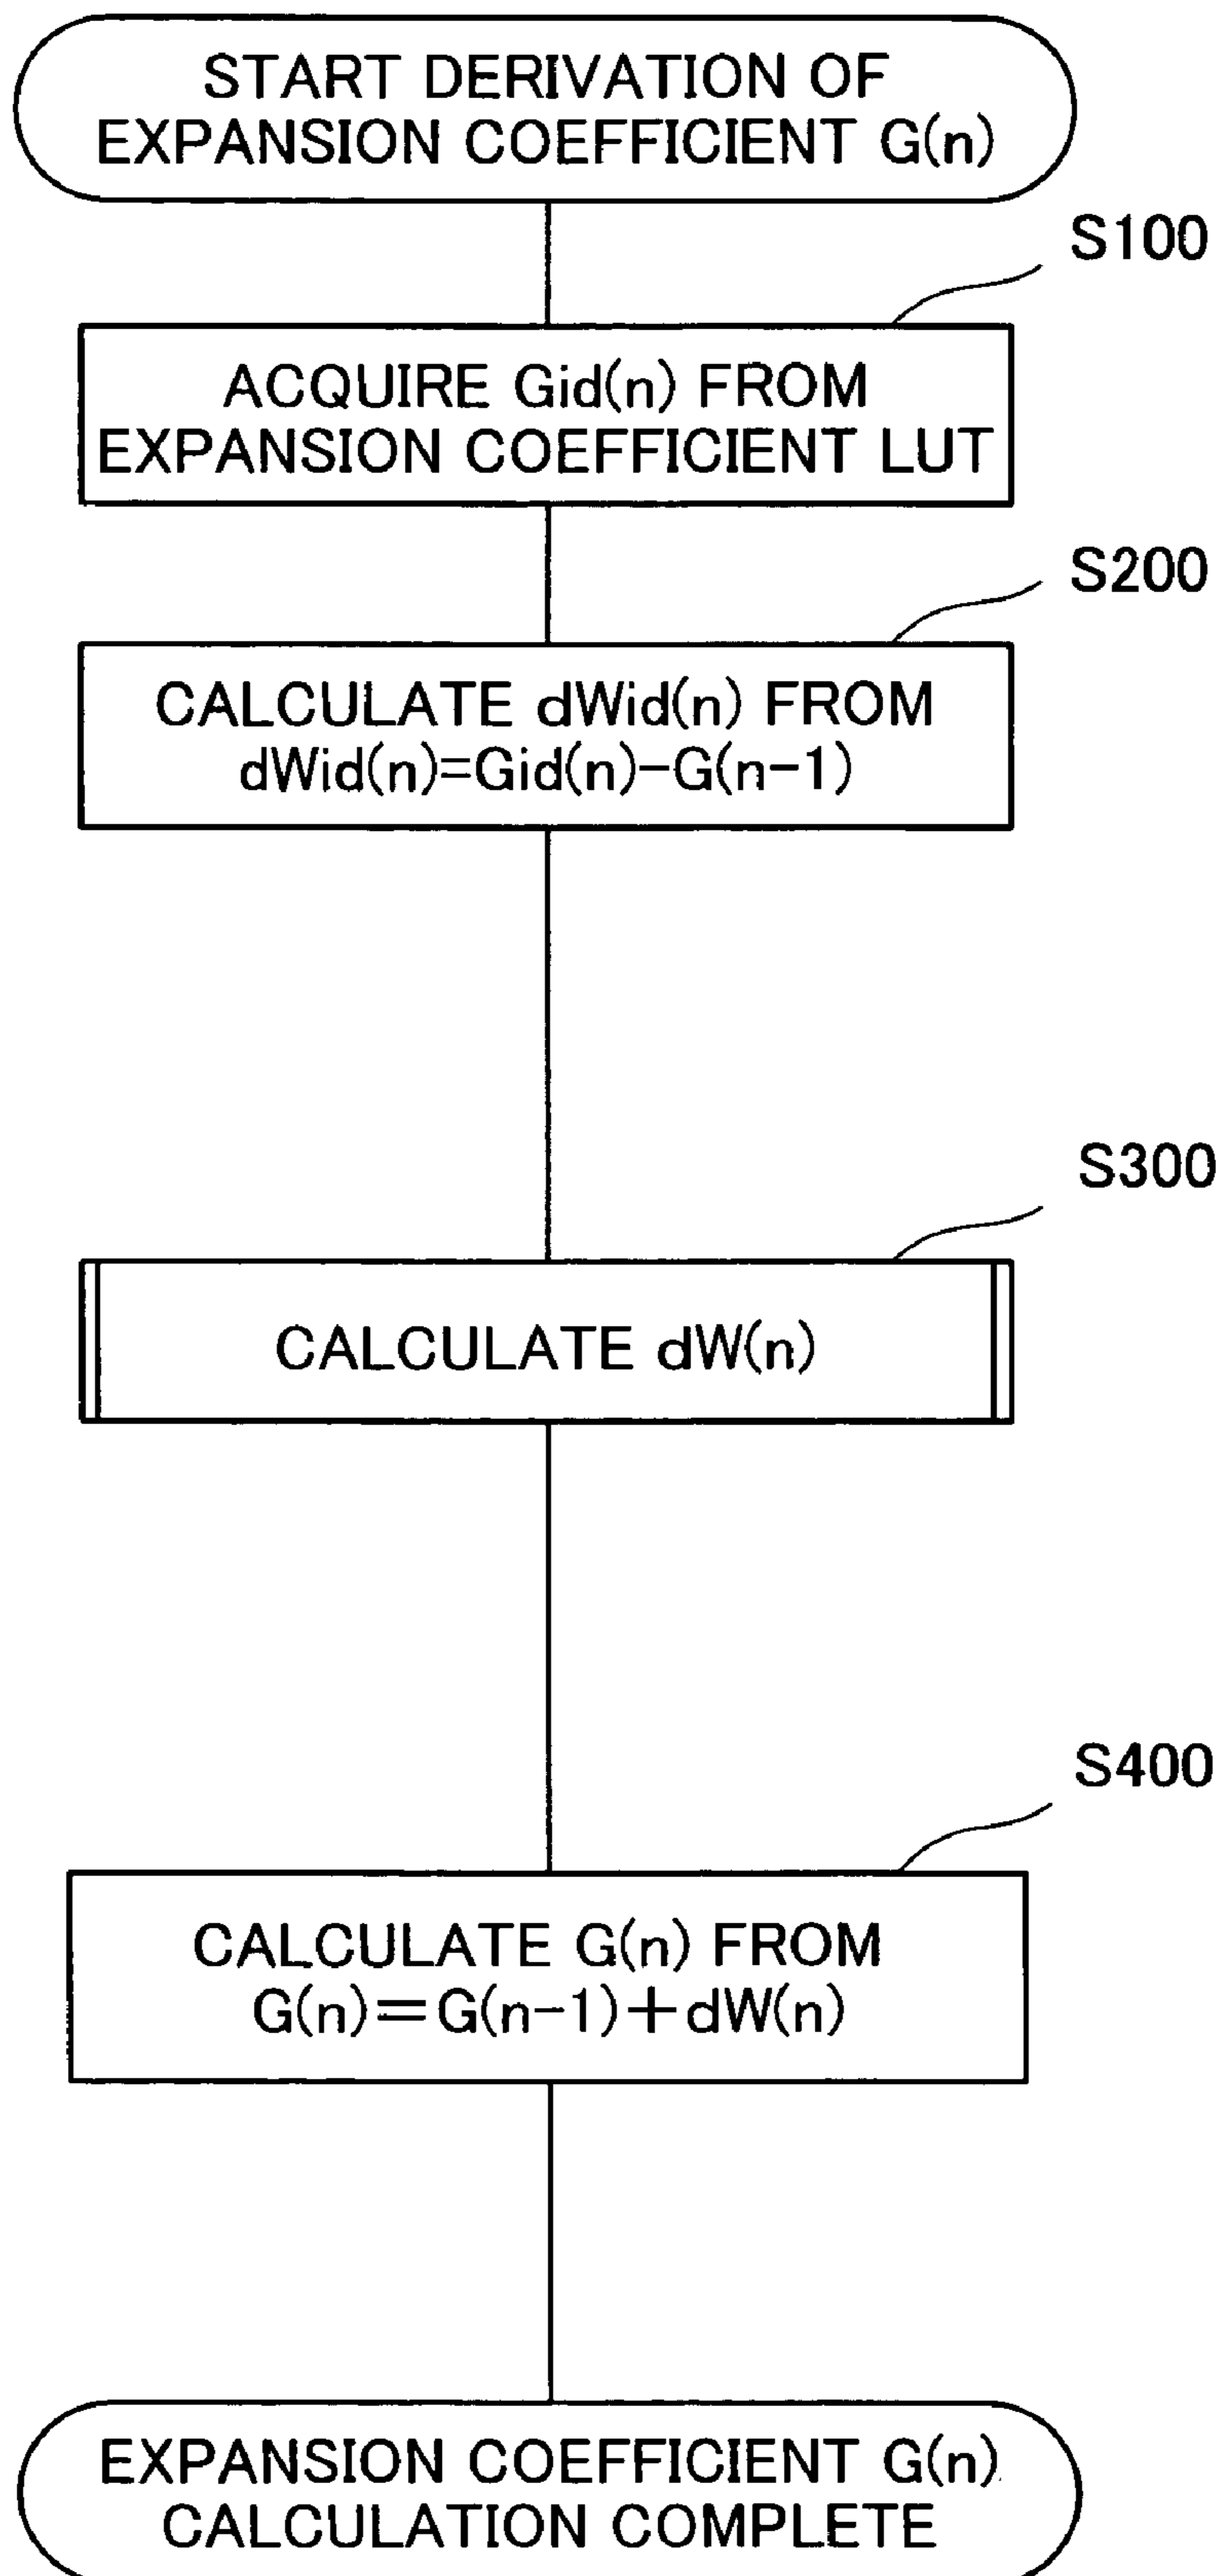 START DERIVATION OF
EXPANSION COEFFICIENT G(n)
S100
ACQUIRE Gid(n) FROM
EXPANSION COEFFICIENT LUT
S200
CALCULATE dWid(n) FROM
dWid(n)=Gid(n)-G(n-1)
S300
CALCULATE dW(n)
S400
CALCULATE G(n) FROM
G(n)=G(n-1)+dW(n)
EXPANSION COEFFICIENT G(n)
CALCULATION COMPLETE